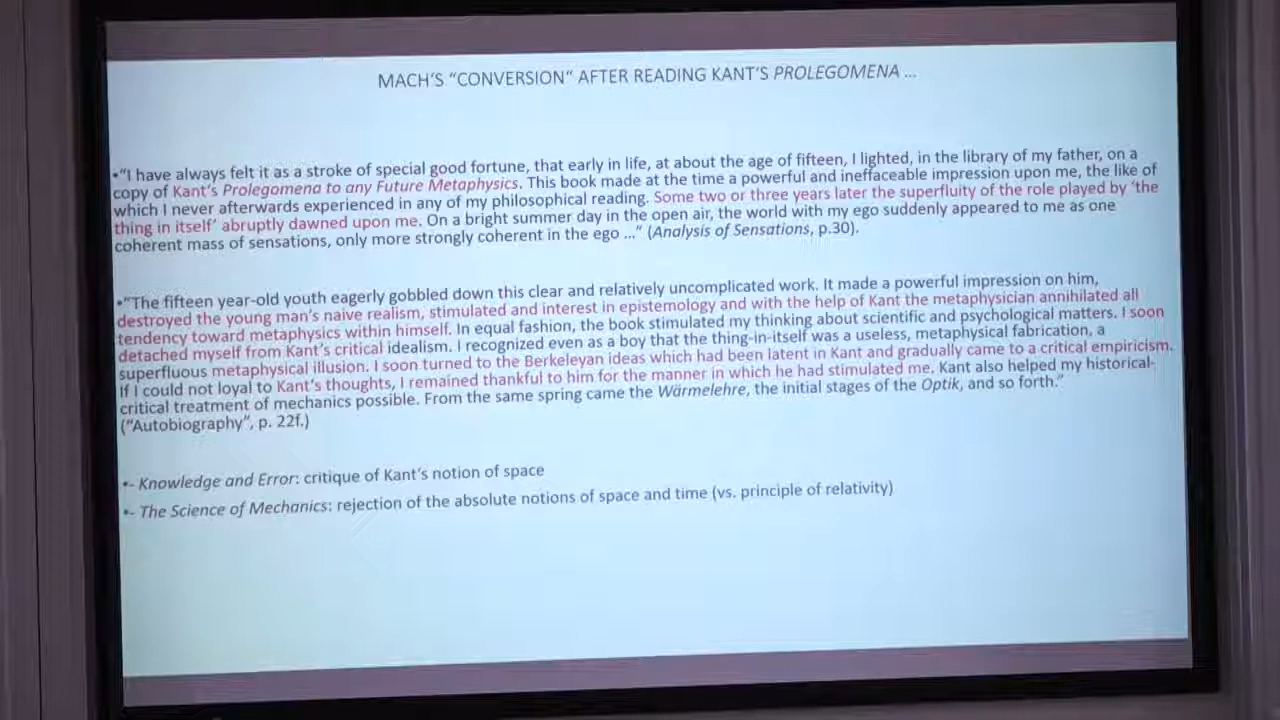 MACH'S "CONVERSION" AFTER READING KANT'S PROLEGOMENA ...
•"I have always felt it as a stroke of special good fortune, that early in life, at about the age of fifteen, I lighted, in the library of my father, on a
copy of Kant's Prolegomena to any Future Metaphysics. This book made at the time a powerful and ineffaceable impression upon me, the like of
which I never afterwards experienced in any of my philosophical reading. Some two or three years later the superfluity of the role played by 'the
thing in itself' abruptly dawned upon me. On a bright summer day in the open air, the world with my ego suddenly appeared to me as one
coherent mass of sensations, only more strongly coherent in the ego ..." (Analysis of Sensations, p.30).
•"The fifteen year-old youth eagerly gobbled down this clear and relatively uncomplicated work. It made a powerful impression on him,
destroyed the young man's naive realism, stimulated and interest in epistemology and with the help of Kant the metaphysician annihilated all
tendency toward metaphysics within himself. In equal fashion, the book stimulated my thinking about scientific and psychological matters. I soon
detached myself from Kant's critical idealism. I recognized even as a boy that the thing-in-itself was a useless, metaphysical fabrication, a
superfluous metaphysical illusion. I soon turned to the Berkeleyan ideas which had been latent in Kant and gradually came to a critical empiricism.
If I could not loyal to Kant's thoughts, I remained thankful to him for the manner in which he had stimulated me. Kant also helped my historical-
critical treatment of mechanics possible. From the same spring came the Wärmelehre, the initial stages of the Optik, and so forth."
("Autobiography", p. 22f.)
•- Knowledge and Error: critique of Kant's notion of space
•- The Science of Mechanics: rejection of the absolute notions of space and time (vs. principle of relativity)